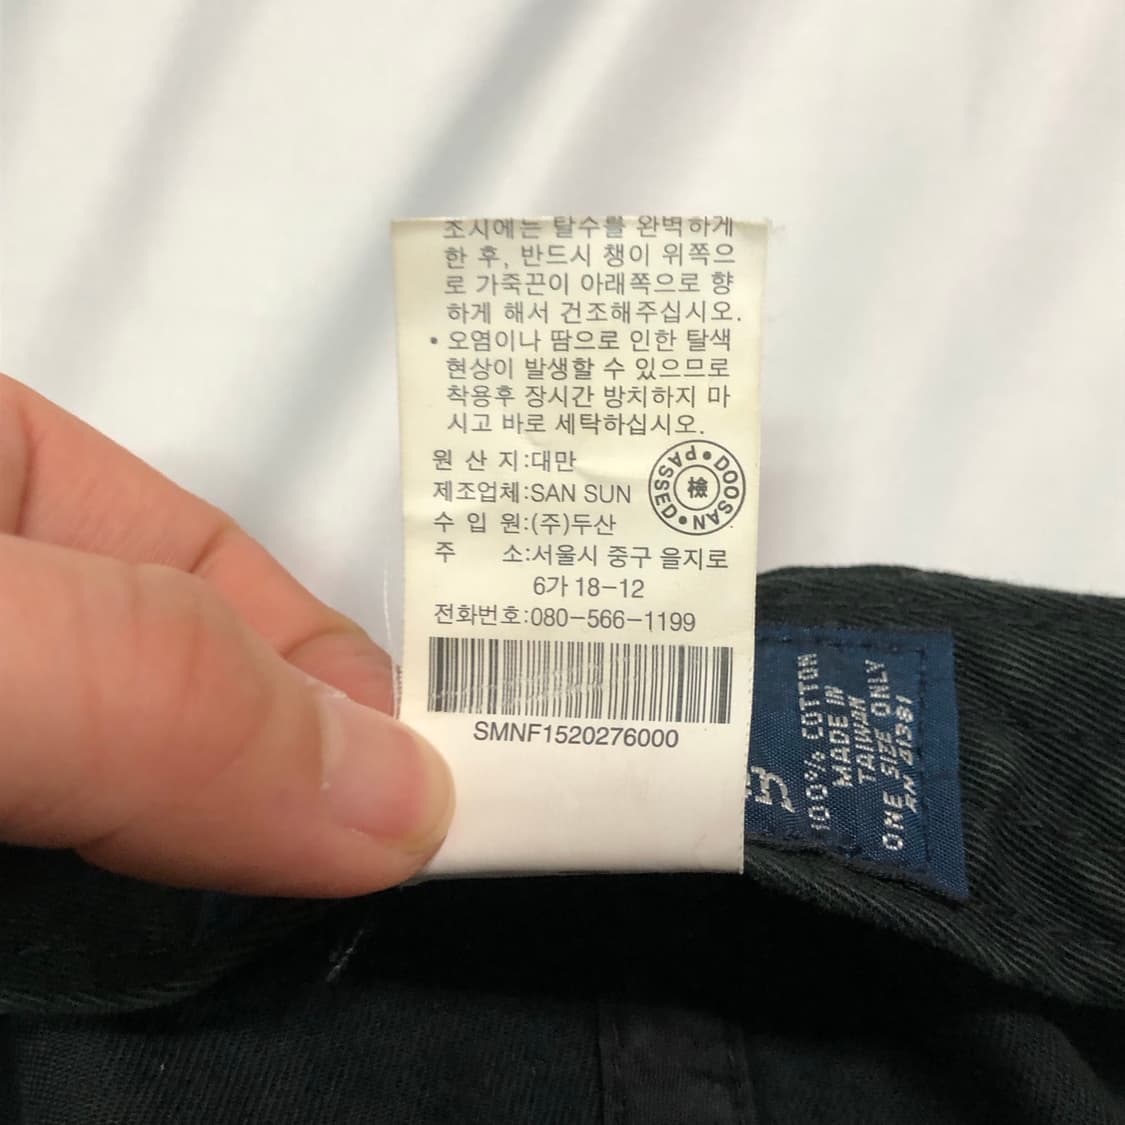 조시에는 탈수를 완벽하게
한 후, 반드시 챙이 위쪽으
로 가죽끈이 아래쪽으로 향
하게 해서 건조해주십시오.
• 오염이나 땀으로 인한 탈색
현상이 발생할 수 있으므로
착용후 장시간 방치하지 마
시고 바로 세탁하십시오.
원 산 지:대만
제조업체:SAN SUN
수 입 원:(주)두산
주 소:서울시 중구 을지로
6가 18-12
전화번호:080-566-1199
DOOSAN • PASSED •
檢
SMNF1520276000
100% COTTON
MADE IN
TAIWAN
ONE SIZE ONLY
RN 41381